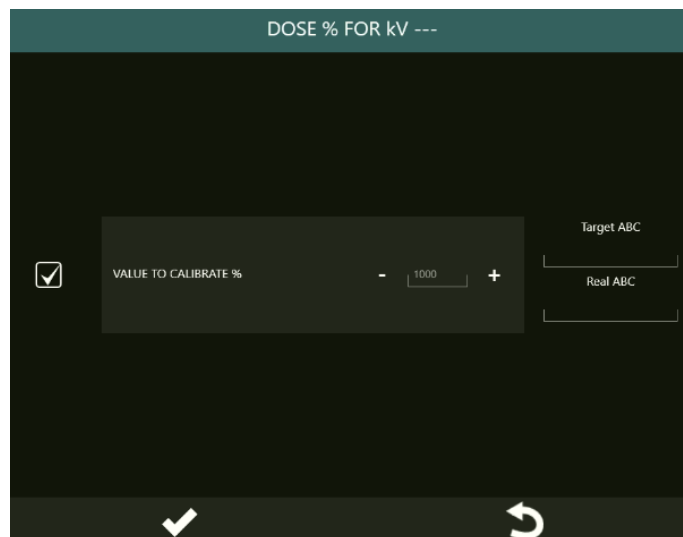 DOSE % FOR kV ---
Target ABC
VALUE TO CALIBRATE % - 1000 +
Real ABC